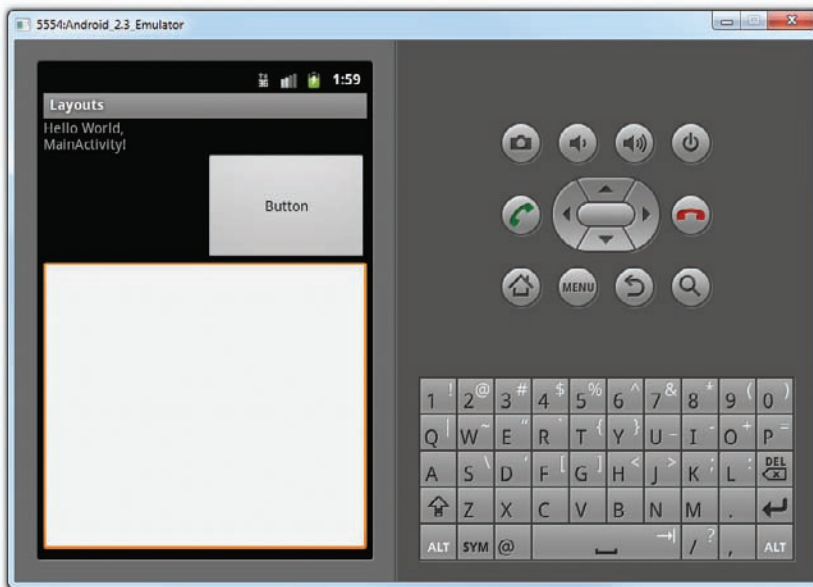 5554:Android_2.3_Emulator
3G 1:59
Layouts
Hello World,
MainActivity!
Button
MENU
1 ! 2 @ 3 # 4 $ 5 % 6 ^ 7 & 8 * 9 ( 0 )
Q | W ~ E " R ` T { Y } U _ I - O + P =
A S \ D ' F [ G ] H < J > K ; L : DEL
Z X C V B N M .
ALT SYM @ / ? , ALT